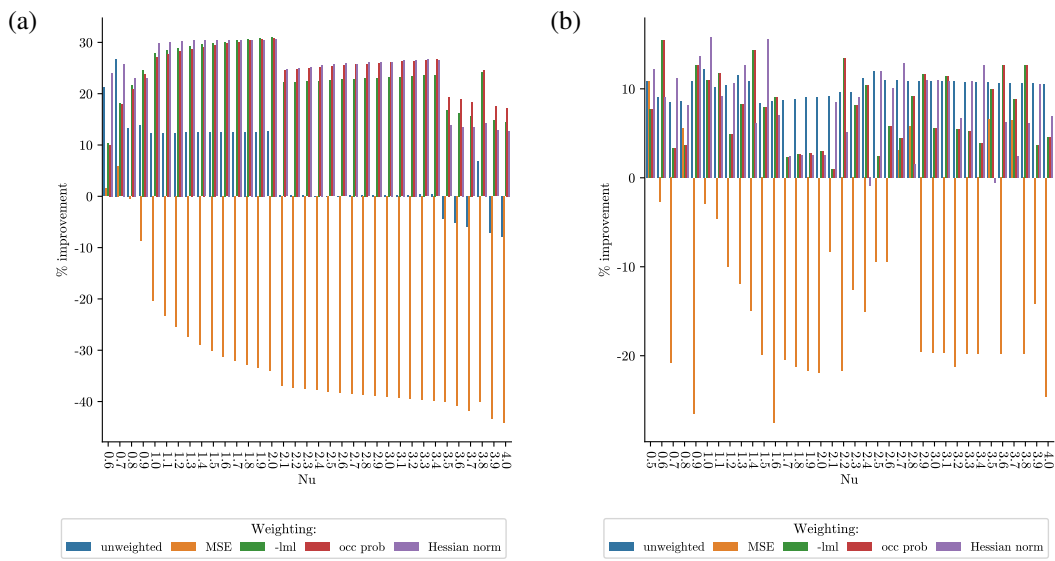 (a)
30
20
10
0
-10
-20
-30
-40
% improvement
0.6 0.7 0.8 0.9 1.0 1.1 1.2 1.3 1.4 1.5 1.6 1.7 1.8 1.9 2.0 2.1 2.2 2.3 2.4 2.5 2.6 2.7 2.8 2.9 3.0 3.1 3.2 3.3 3.4 3.5 3.6 3.7 3.8 3.9 4.0
Nu
Weighting:
unweighted MSE -lml occ prob Hessian norm
(b)
10
0
-10
-20
% improvement
0.5 0.6 0.7 0.8 0.9 1.0 1.1 1.2 1.3 1.4 1.5 1.6 1.7 1.8 1.9 2.0 2.1 2.2 2.3 2.4 2.5 2.6 2.7 2.8 2.9 3.0 3.1 3.2 3.3 3.4 3.5 3.6 3.7 3.8 3.9 4.0
Nu
Weighting:
unweighted MSE -lml occ prob Hessian norm